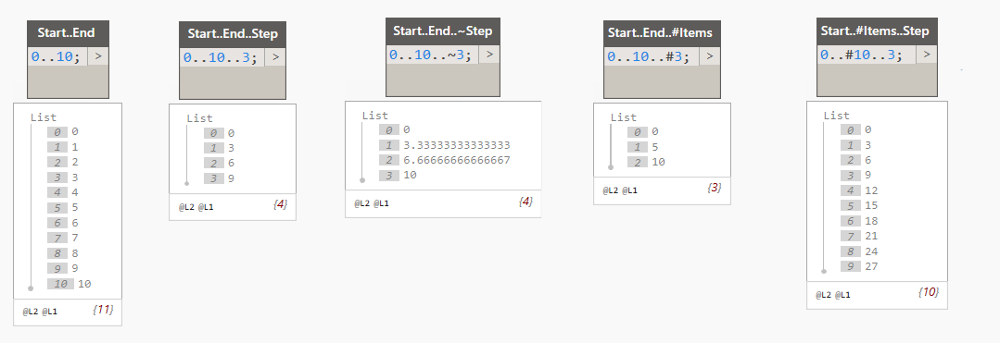 Start..End
0..10; >
List
0 0
1 1
2 2
3 3
4 4
5 5
6 6
7 7
8 8
9 9
10 10
@L2 @L1 {11}
Start..End..Step
0..10..3; >
List
0 0
1 3
2 6
3 9
@L2 @L1 {4}
Start..End..~Step
0..10..~3; >
List
0 0
1 3.33333333333333
2 6.66666666666667
3 10
@L2 @L1 {4}
Start..End..#Items
0..10..#3; >
List
0 0
1 5
2 10
@L2 @L1 {3}
Start..#Items..Step
0..#10..3; >
List
0 0
1 3
2 6
3 9
4 12
5 15
6 18
7 21
8 24
9 27
@L2 @L1 {10}